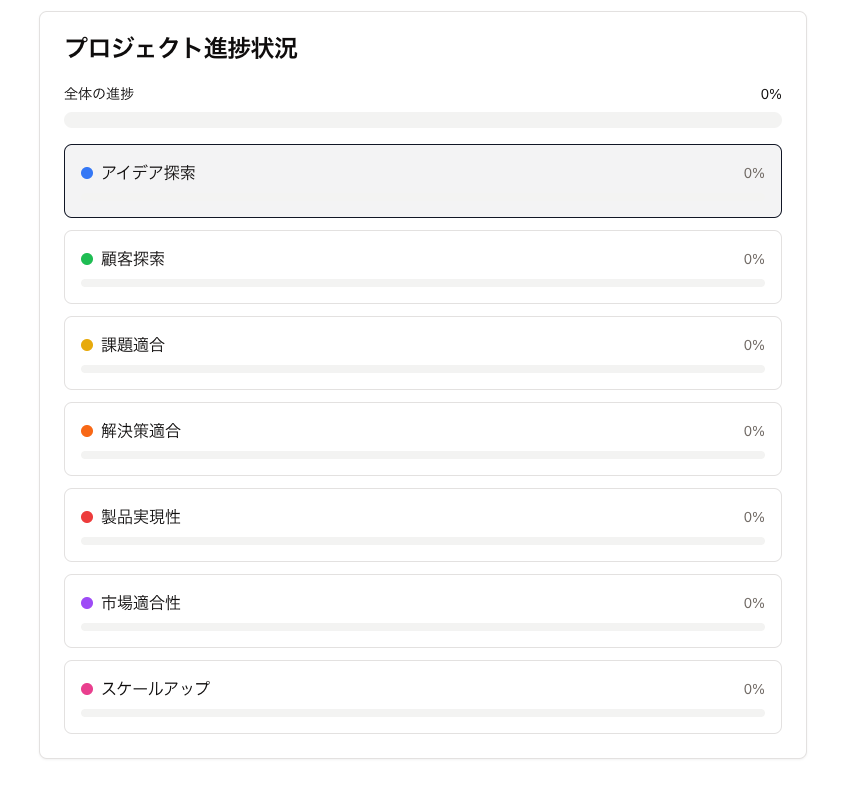 プロジェクト進捗状況
全体の進捗 0%
アイデア探索 0%
顧客探索 0%
課題適合 0%
解決策適合 0%
製品実現性 0%
市場適合性 0%
スケールアップ 0%